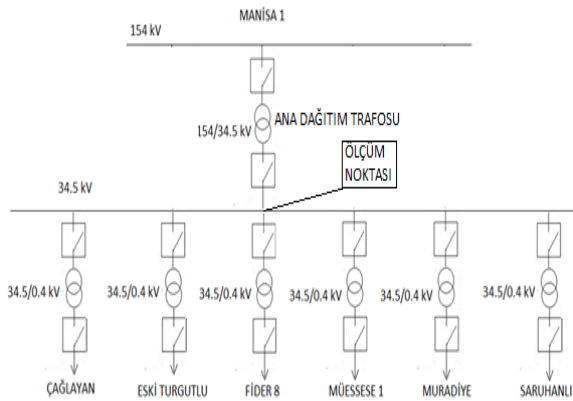 MANİSA 1
154 kV
ANA DAĞITIM TRAFOSU
154/34.5 kV
ÖLÇÜM
NOKTASI
34.5 kV
34.5/0.4 kV
34.5/0.4 kV
34.5/0.4 kV
34.5/0.4 kV
34.5/0.4 kV
34.5/0.4 kV
ÇAĞLAYAN
ESKİ TURGUTLU
FİDER 8
MÜESSESE 1
MURADİYE
SARUHANLI